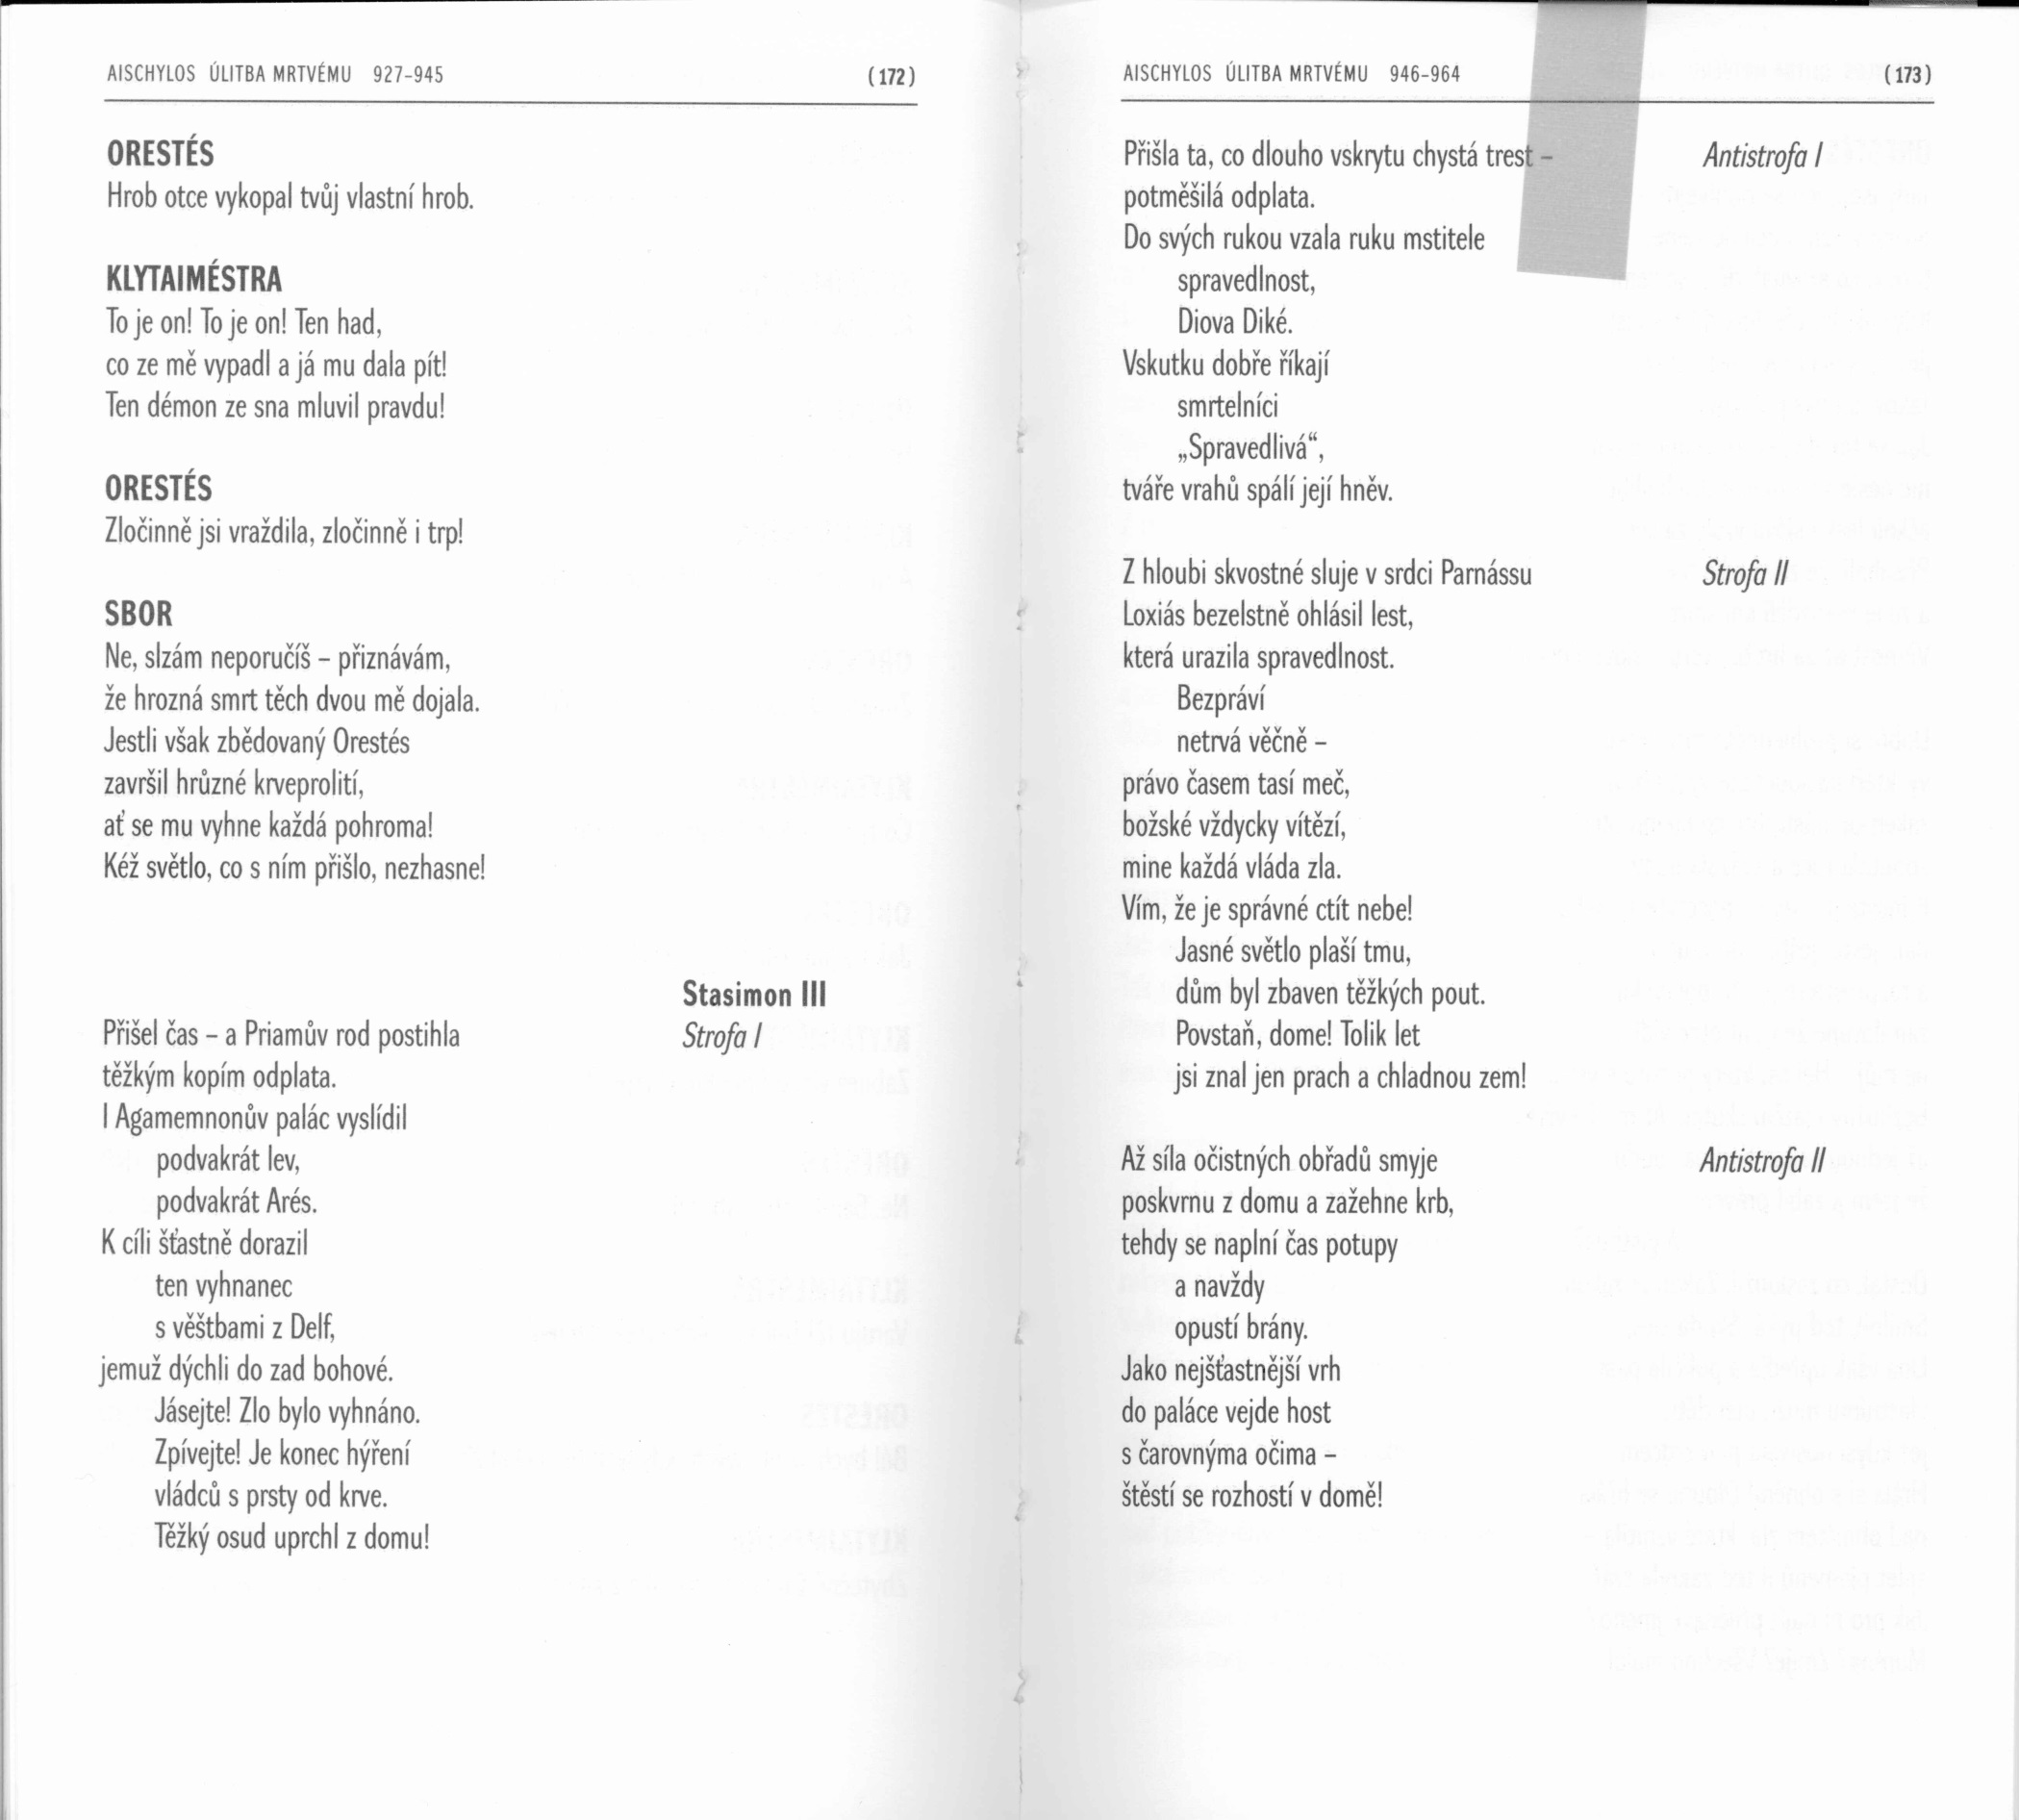 AISCHYLOS ÚLITBA MRTVÉMU 927–945 (172)
ORESTÉS
Hrob otce vykopal tvůj vlastní hrob.
KLYTAIMÉSTRA
To je on! To je on! Ten had,
co ze mě vypadl a já mu dala pít!
Ten démon ze sna mluvil pravdu!
ORESTÉS
Zločinně jsi vraždila, zločinně i trp!
SBOR
Ne, slzám neporučíš – přiznávám,
že hrozná smrt těch dvou mě dojala.
Jestli však zbědovaný Orestés
završil hrůzné krveprolití,
ať se mu vyhne každá pohroma!
Kéž světlo, co s ním přišlo, nezhasne!
Stasimon III
Strofa I
Přišel čas – a Priamův rod postihla
těžkým kopím odplata.
I Agamemnonův palác vyslídil
podvakrát lev,
podvakrát Arés.
K cíli šťastně dorazil
ten vyhnanec
s věštbami z Delf,
jemuž dýchli do zad bohové.
Jásejte! Zlo bylo vyhnáno.
Zpívejte! Je konec hýření
vládců s prsty od krve.
Těžký osud uprchl z domu!
AISCHYLOS ÚLITBA MRTVÉMU 946–964 (173)
Přišla ta, co dlouho vskrytu chystá trest – Antistrofa I
potměšilá odplata.
Do svých rukou vzala ruku mstitele
spravedlnost,
Diova Diké.
Vskutku dobře říkají
smrtelníci
„Spravedlivá“,
tváře vrahů spálí její hněv.
Z hloubi skvostné sluje v srdci Parnássu Strofa II
Loxiás bezelstně ohlásil lest,
která urazila spravedlnost.
Bezpráví
netrvá věčně –
právo časem tasí meč,
božské vždycky vítězí,
mine každá vláda zla.
Vím, že je správné ctít nebe!
Jasné světlo plaší tmu,
dům byl zbaven těžkých pout.
Povstaň, dome! Tolik let
jsi znal jen prach a chladnou zem!
Až síla očistných obřadů smyje Antistrofa II
poskvrnu z domu a zažehne krb,
tehdy se naplní čas potupy
a navždy
opustí brány.
Jako nejšťastnější vrh
do paláce vejde host
s čarovnýma očima –
štěstí se rozhostí v domě!